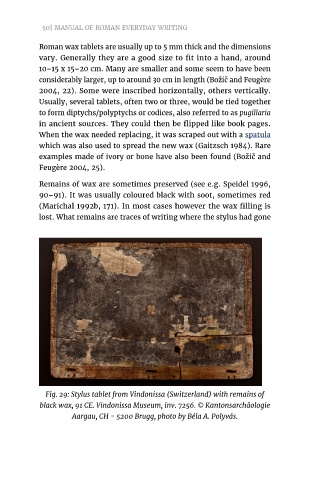 50| MANUAL OF ROMAN EVERYDAY WRITING
Roman wax tablets are usually up to 5 mm thick and the dimensions
vary. Generally they are a good size to fit into a hand, around
10–15 x 15–20 cm. Many are smaller and some seem to have been
considerably larger, up to around 30 cm in length (Božič and Feugère
2004, 22). Some were inscribed horizontally, others vertically.
Usually, several tablets, often two or three, would be tied together
to form diptychs/polyptychs or codices, also referred to as pugillaria
in ancient sources. They could then be flipped like book pages.
When the wax needed replacing, it was scraped out with a spatula
which was also used to spread the new wax (Gaitzsch 1984). Rare
examples made of ivory or bone have also been found (Božič and
Feugère 2004, 25).
Remains of wax are sometimes preserved (see e.g. Speidel 1996,
90–91). It was usually coloured black with soot, sometimes red
(Marichal 1992b, 171). In most cases however the wax filling is
lost. What remains are traces of writing where the stylus had gone
Fig. 29: Stylus tablet from Vindonissa (Switzerland) with remains of
black wax, 91 CE. Vindonissa Museum, inv. 7256. © Kantonsarchäologie
Aargau, CH - 5200 Brugg, photo by Béla A. Polyvás.